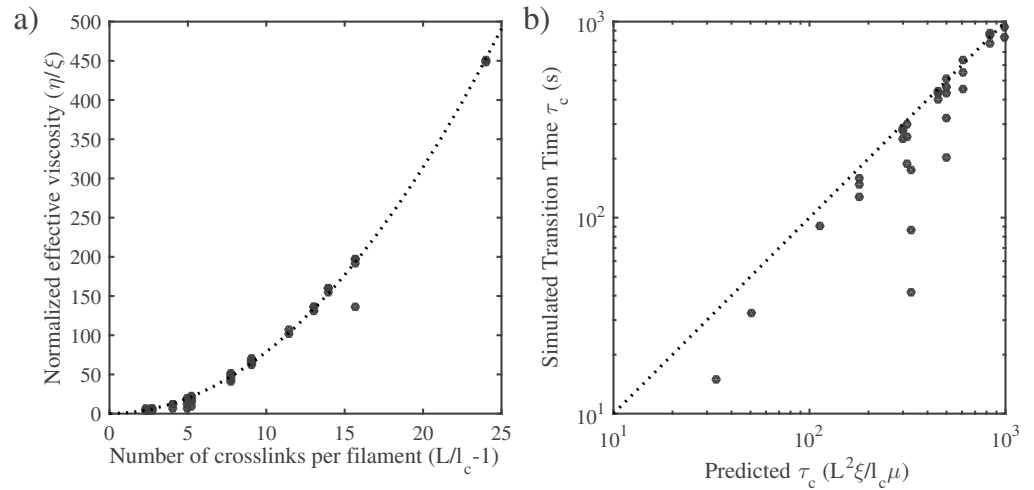 a)
Normalized effective viscosity (η/ξ)
500
450
400
350
300
250
200
150
100
50
0
0 5 10 15 20 25
Number of crosslinks per filament (L/l_c-1)
b)
Simulated Transition Time τ_c (s)
10^3
10^2
10^1
10^1 10^2 10^3
Predicted τ_c (L^2ξ/l_cμ)